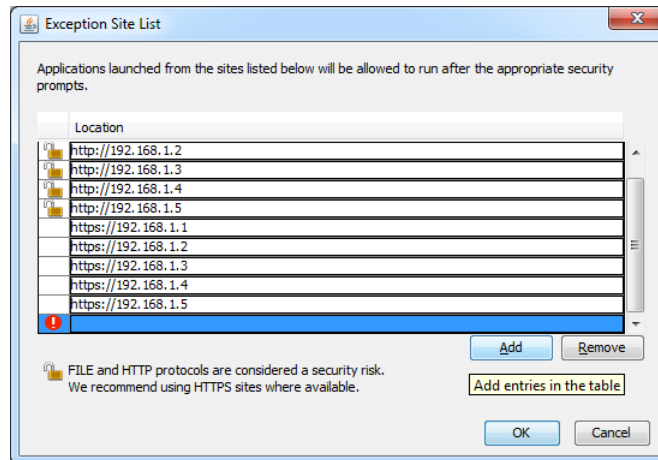 Exception Site List
Applications launched from the sites listed below will be allowed to run after the appropriate security
prompts.
Location
http://192.168.1.2
http://192.168.1.3
http://192.168.1.4
http://192.168.1.5
https://192.168.1.1
https://192.168.1.2
https://192.168.1.3
https://192.168.1.4
https://192.168.1.5
Add Remove
FILE and HTTP protocols are considered a security risk.
We recommend using HTTPS sites where available.
Add entries in the table
OK Cancel